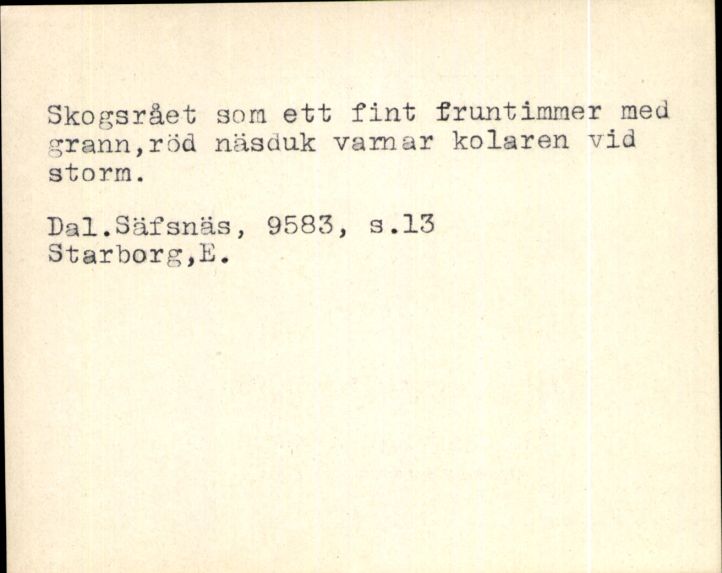 Skogsrået som ett fint fruntimmer med
grann,röd näsduk varnar kolaren vid
storm.
Dal.Säfsnäs, 9583, s.13
Starborg,E.